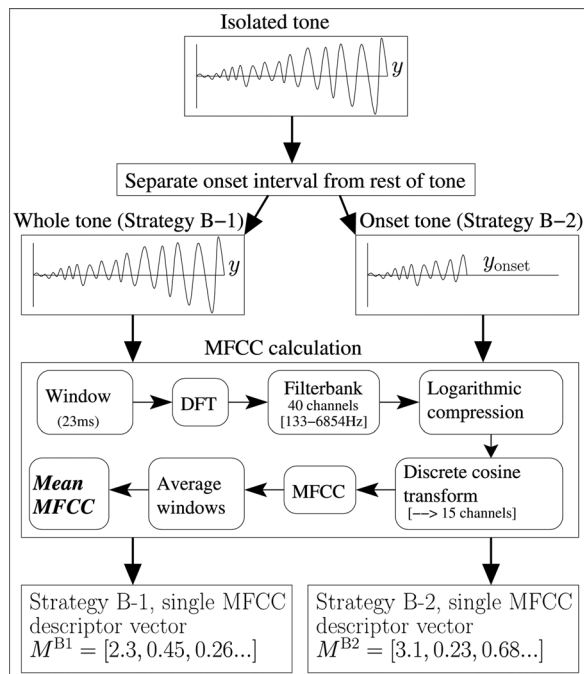 Isolated tone
y
Separate onset interval from rest of tone
Whole tone (Strategy B−1)
Onset tone (Strategy B−2)
y
y_onset
MFCC calculation
Window
(23ms)
DFT
Filterbank
40 channels
[133−6854Hz]
Logarithmic
compression
Discrete cosine
transform
[−−> 15 channels]
MFCC
Average
windows
Mean
MFCC
Strategy B-1, single MFCC
descriptor vector
M^B1 = [2.3, 0.45, 0.26...]
Strategy B-2, single MFCC
descriptor vector
M^B2 = [3.1, 0.23, 0.68...]